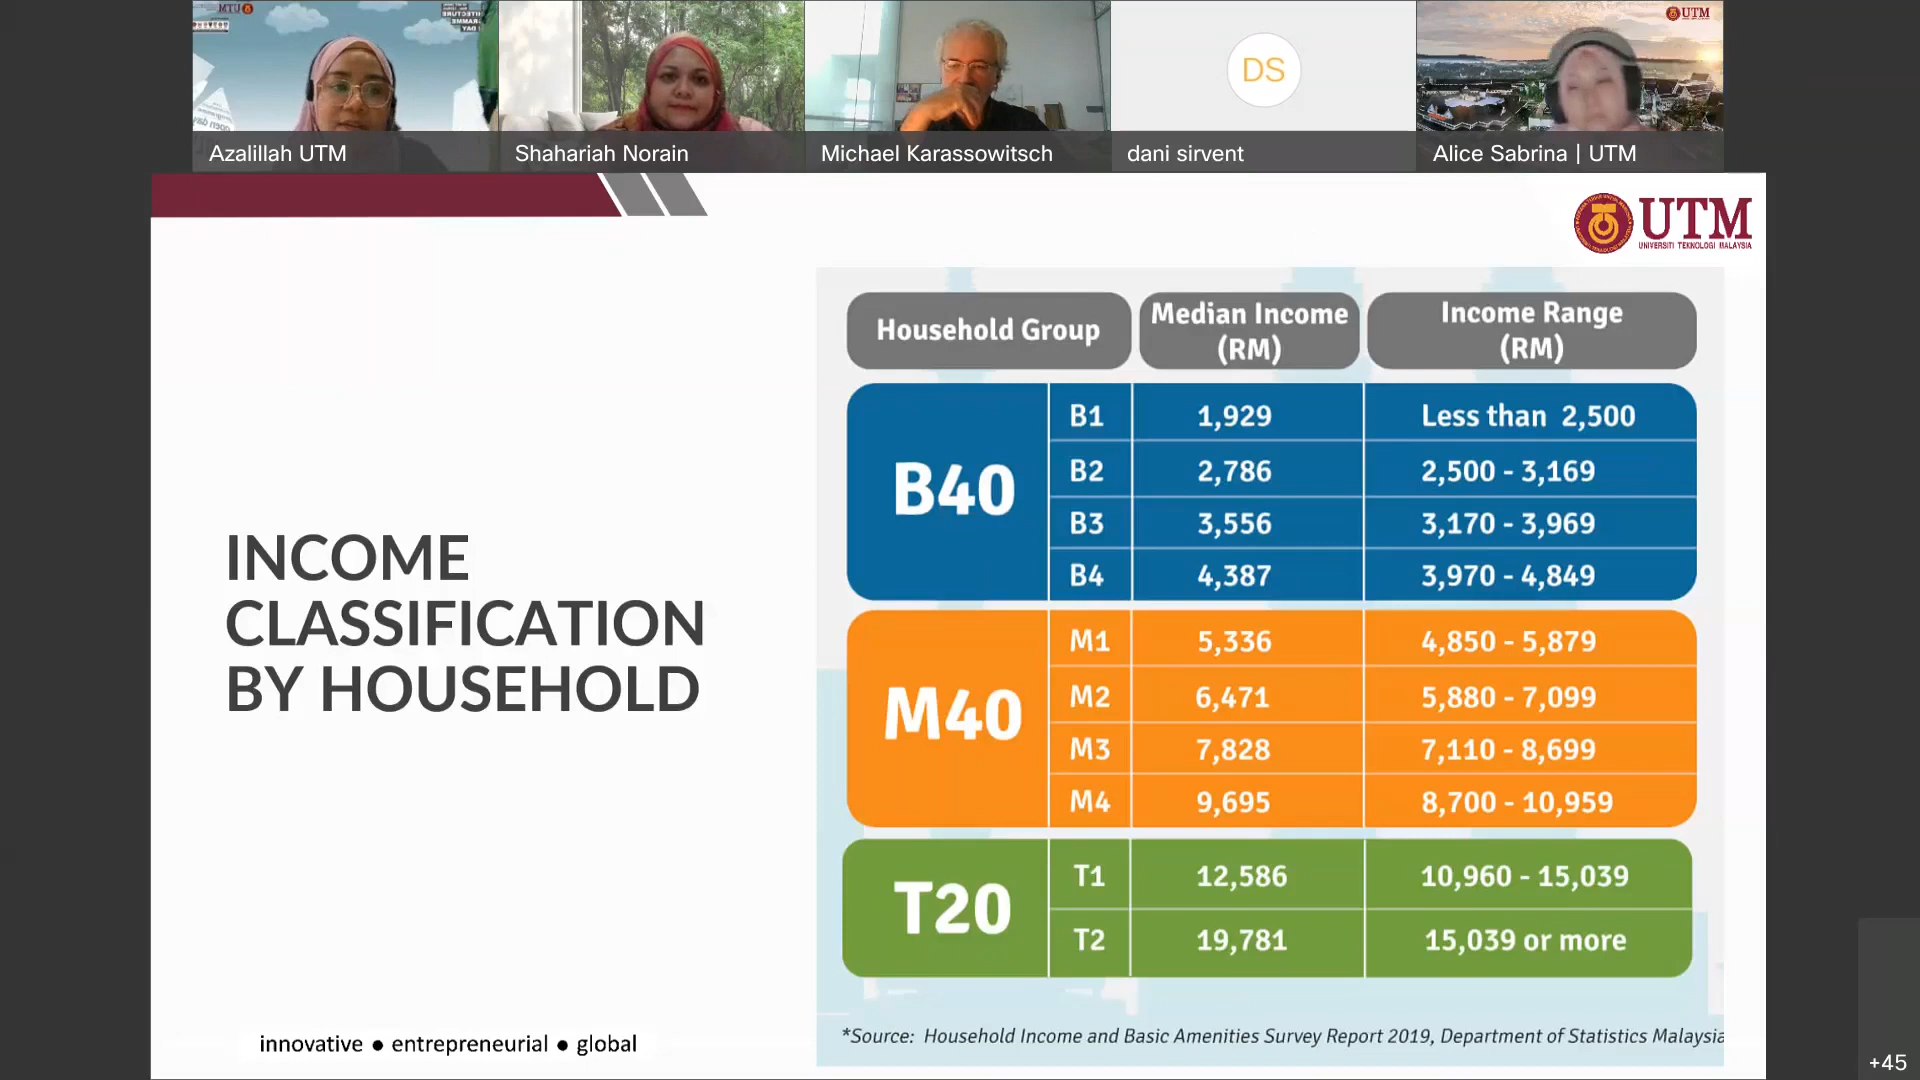 UTM
UTM
Azalillah UTM
Shahariah Norain
Michael Karassowitsch
DS
dani sirvent
Alice Sabrina | UTM
UTM
UNIVERSITI TEKNOLOGI MALAYSIA
INCOME
CLASSIFICATION
BY HOUSEHOLD
Household Group
Median Income
(RM)
Income Range
(RM)
B40
B1 1,929 Less than 2,500
B2 2,786 2,500 - 3,169
B3 3,556 3,170 - 3,969
B4 4,387 3,970 - 4,849
M40
M1 5,336 4,850 - 5,879
M2 6,471 5,880 - 7,099
M3 7,828 7,110 - 8,699
M4 9,695 8,700 - 10,959
T20
T1 12,586 10,960 - 15,039
T2 19,781 15,039 or more
*Source: Household Income and Basic Amenities Survey Report 2019, Department of Statistics Malaysia
innovative ● entrepreneurial ● global
+45